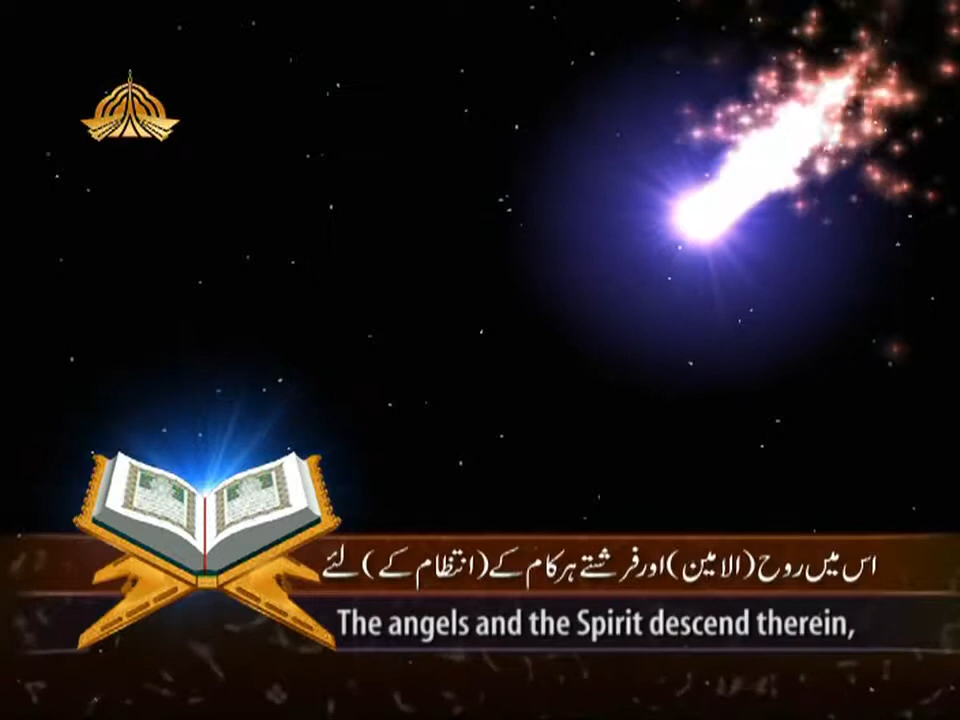 اس میں روح (الامین) اور فرشتے ہر کام کے (انتظام کے) لئے
The angels and the Spirit descend therein,